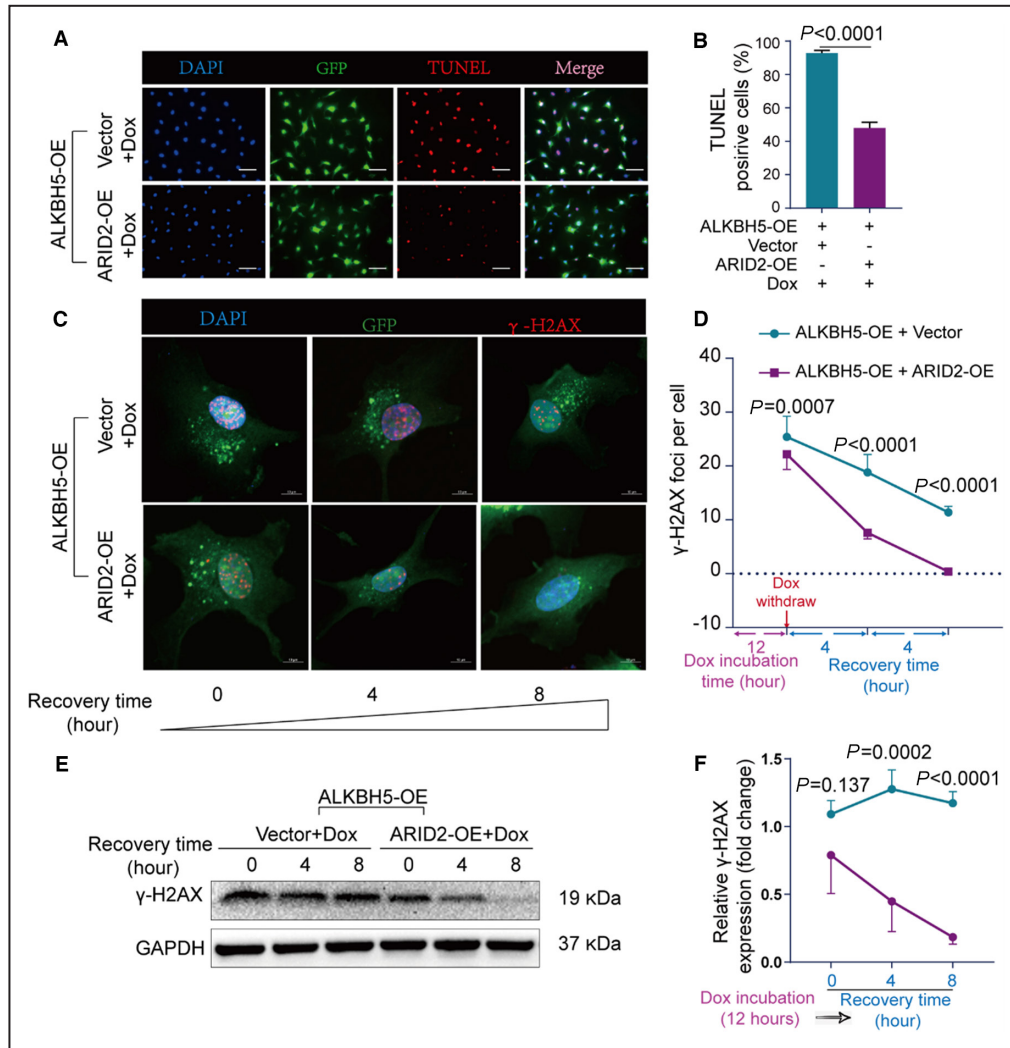 A
DAPI GFP TUNEL Merge
ALKBH5-OE
Vector
+Dox
ARID2-OE
+Dox
B
P<0.0001
TUNEL
posirive cells (%)
100
80
60
40
20
0
ALKBH5-OE + +
Vector + -
ARID2-OE - +
Dox + +
C
DAPI GFP γ-H2AX
ALKBH5-OE
Vector
+Dox
ARID2-OE
+Dox
Recovery time
(hour)
0 4 8
D
ALKBH5-OE + Vector
ALKBH5-OE + ARID2-OE
γ-H2AX foci per cell
40
30
20
10
0
-10
P=0.0007
P<0.0001
P<0.0001
Dox
withdraw
12 4 4
Dox incubation
time (hour)
Recovery time
(hour)
E
ALKBH5-OE
Vector+Dox ARID2-OE+Dox
Recovery time
(hour)
0 4 8 0 4 8
γ-H2AX 19 кDa
GAPDH 37 кDa
F
Relative γ-H2AX
expression (fold change)
1.5
1.0
0.5
0.0
P=0.137
P=0.0002
P<0.0001
0 4 8
Dox incubation
(12 hours)
Recovery time
(hour)